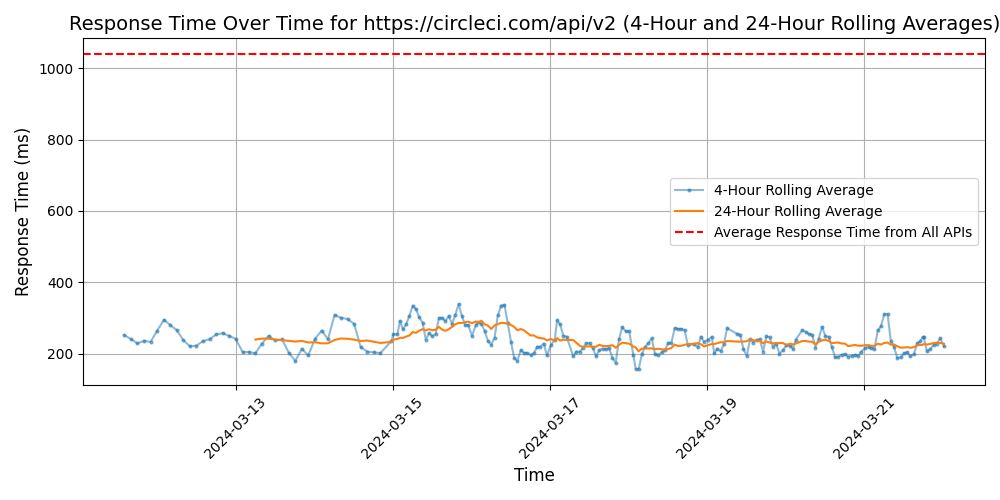 Response Time Over Time for https://circleci.com/api/v2 (4-Hour and 24-Hour Rolling Averages)
Response Time (ms)
1000
800
600
400
200
4-Hour Rolling Average
24-Hour Rolling Average
Average Response Time from All APIs
2024-03-13
2024-03-15
2024-03-17
2024-03-19
2024-03-21
Time